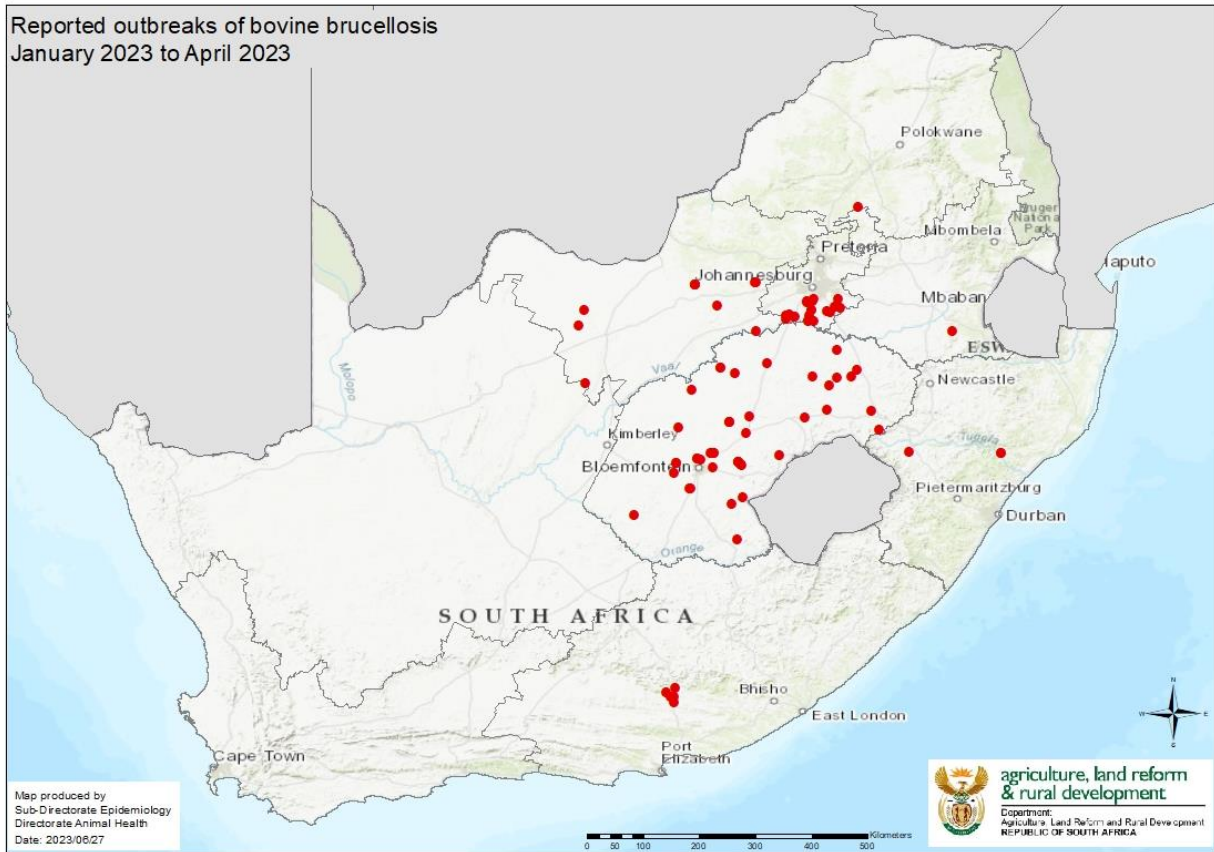 Reported outbreaks of bovine brucellosis
January 2023 to April 2023
Polokwane
Kruger
National
Park
Mbombela
Pretoria
Johannesburg
Maputo
Mbaban
ESW
Molopo
Vaal
Newcastle
Kimberley
Tugela
Bloemfontein
Pietermaritzburg
Durban
Orange
SOUTH AFRICA
Bhisho
East London
Port
Elizabeth
Cape Town
N
W
E
S
Map produced by
Sub-Directorate Epidemiology
Directorate Animal Health
Date: 2023/06/27
Kilometers
0 50 100 200 300 400 500
agriculture, land reform
& rural development
Department:
Agriculture, Land Reform and Rural Development
REPUBLIC OF SOUTH AFRICA